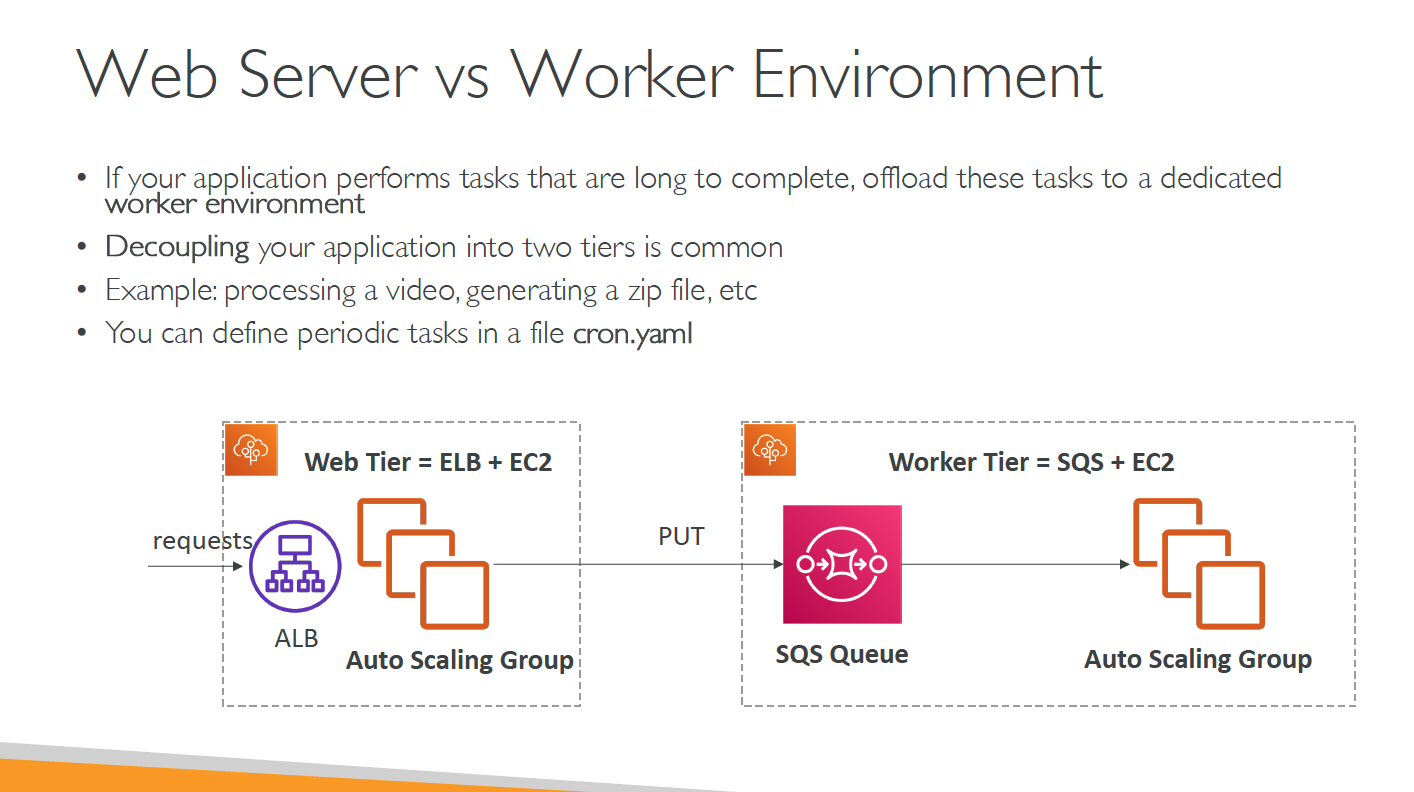 Web Server vs Worker Environment
• If your application performs tasks that are long to complete, offload these tasks to a dedicated
worker environment
• Decoupling your application into two tiers is common
• Example: processing a video, generating a zip file, etc
• You can define periodic tasks in a file cron.yaml
Web Tier = ELB + EC2
requests
ALB
Auto Scaling Group
PUT
Worker Tier = SQS + EC2
SQS Queue
Auto Scaling Group